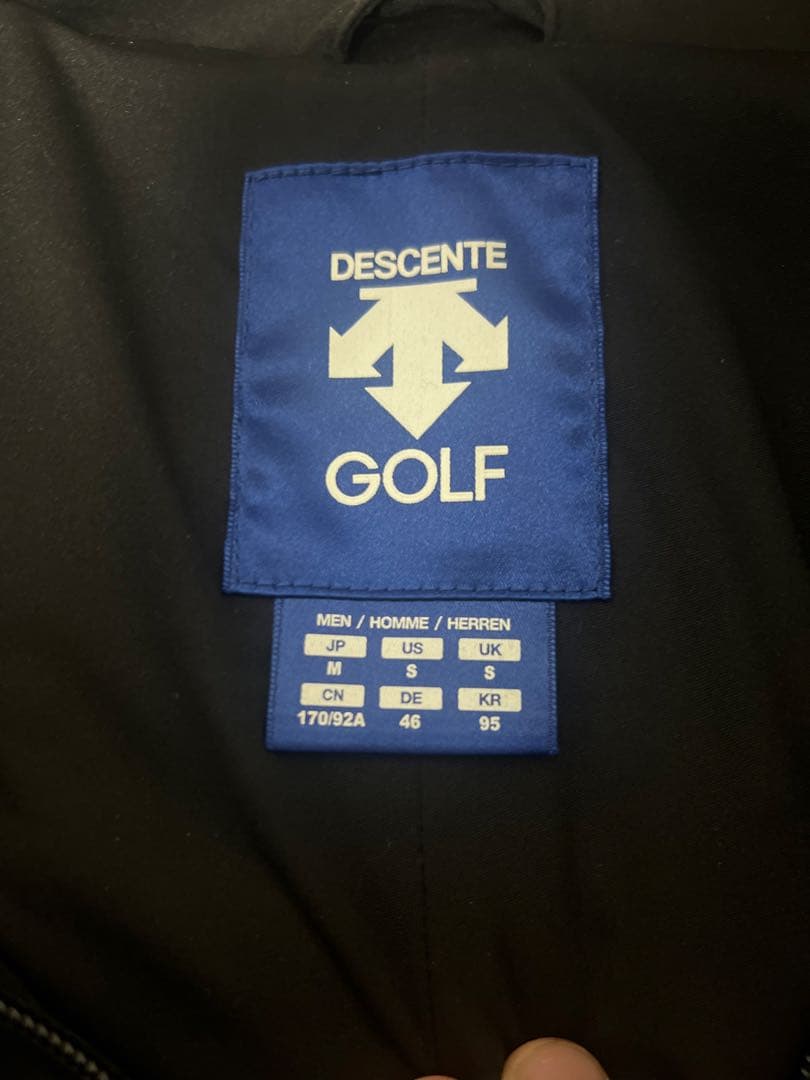 DESCENTE
GOLF
MEN / HOMME / HERREN
JP US UK
M S S
CN DE KR
170/92A 46 95